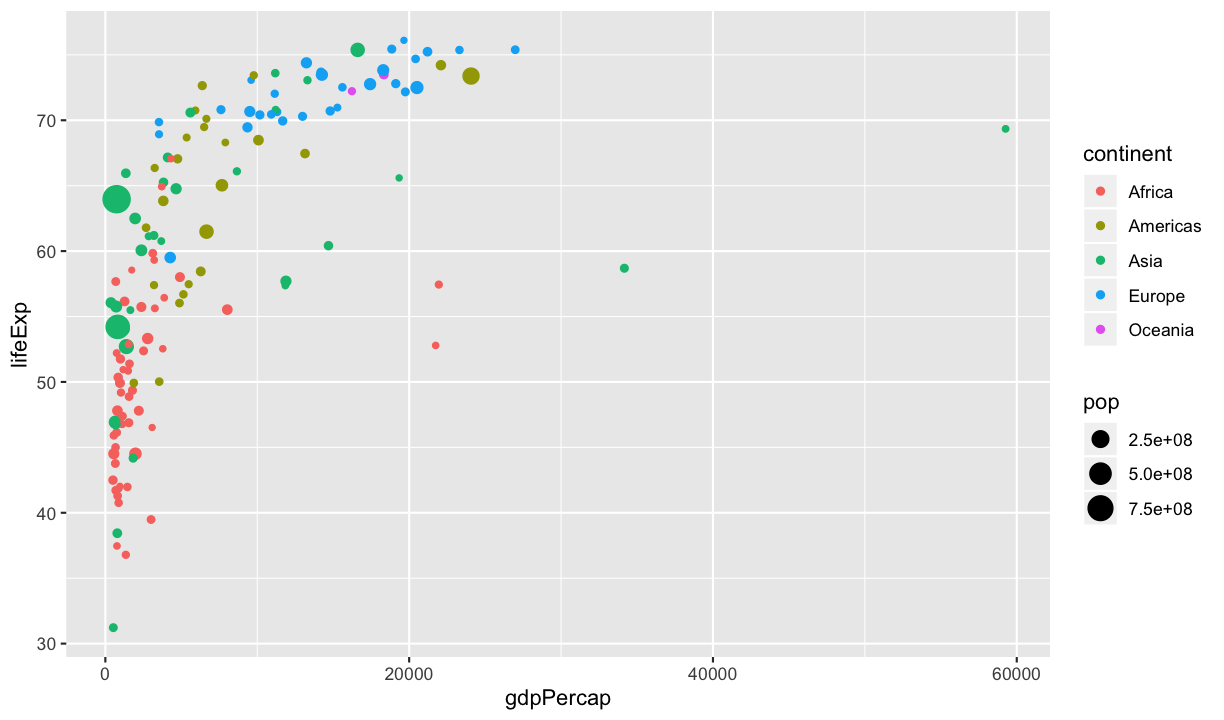 70
60
50
40
30
lifeExp
0
20000
40000
60000
gdpPercap
continent
Africa
Americas
Asia
Europe
Oceania
pop
2.5e+08
5.0e+08
7.5e+08